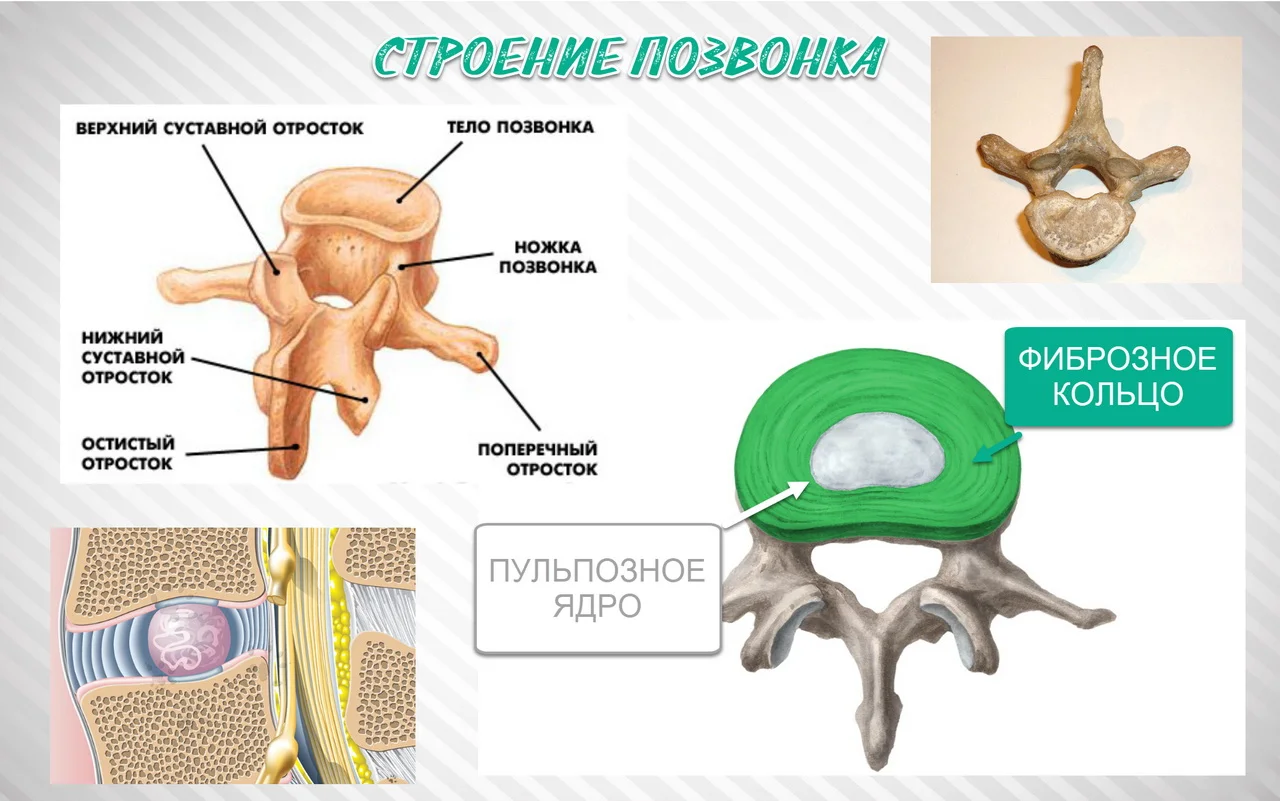 СТРОЕНИЕ ПОЗВОНКА
ВЕРХНИЙ СУСТАВНОЙ ОТРОСТОК
ТЕЛО ПОЗВОНКА
НОЖКА
ПОЗВОНКА
НИЖНИЙ
СУСТАВНОЙ
ОТРОСТОК
ОСТИСТЫЙ
ОТРОСТОК
ПОПЕРЕЧНЫЙ
ОТРОСТОК
ФИБРОЗНОЕ
КОЛЬЦО
ПУЛЬПОЗНОЕ
ЯДРО